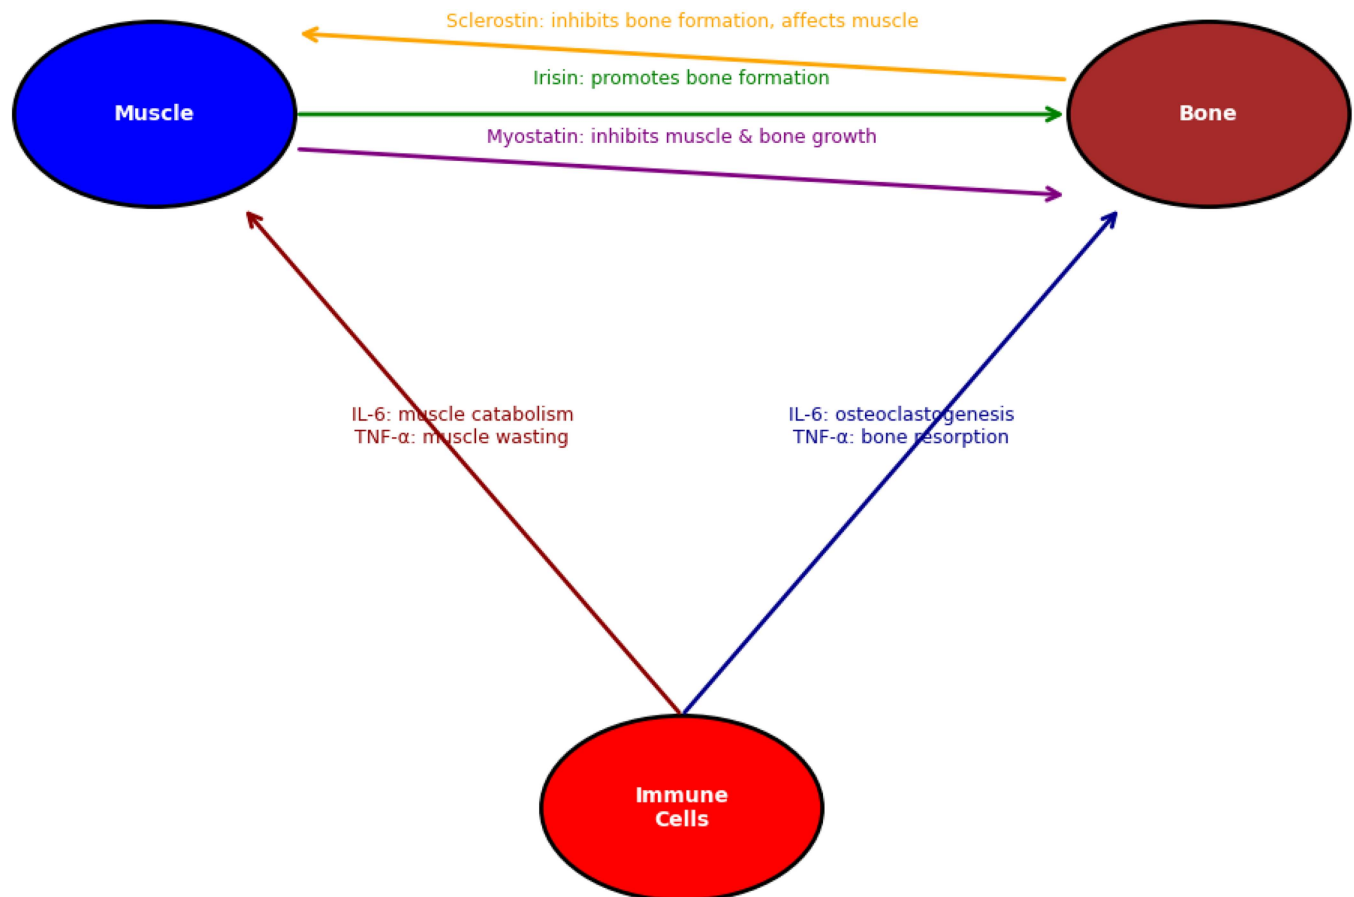 Sclerostin: inhibits bone formation, affects muscle
Irisin: promotes bone formation
Muscle
Bone
Myostatin: inhibits muscle & bone growth
IL-6: muscle catabolism
TNF-α: muscle wasting
IL-6: osteoclastogenesis
TNF-α: bone resorption
Immune
Cells